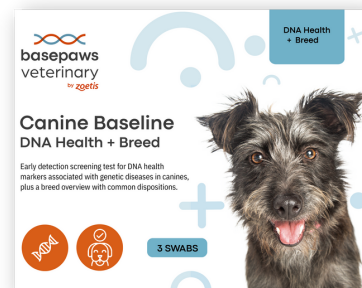 DNA Health
+ Breed
basepaws
veterinary
by zoetis
Canine Baseline
DNA Health + Breed
Early detection screening test for DNA health
markers associated with genetic diseases in canines,
plus a breed overview with common dispositions.
3 SWABS